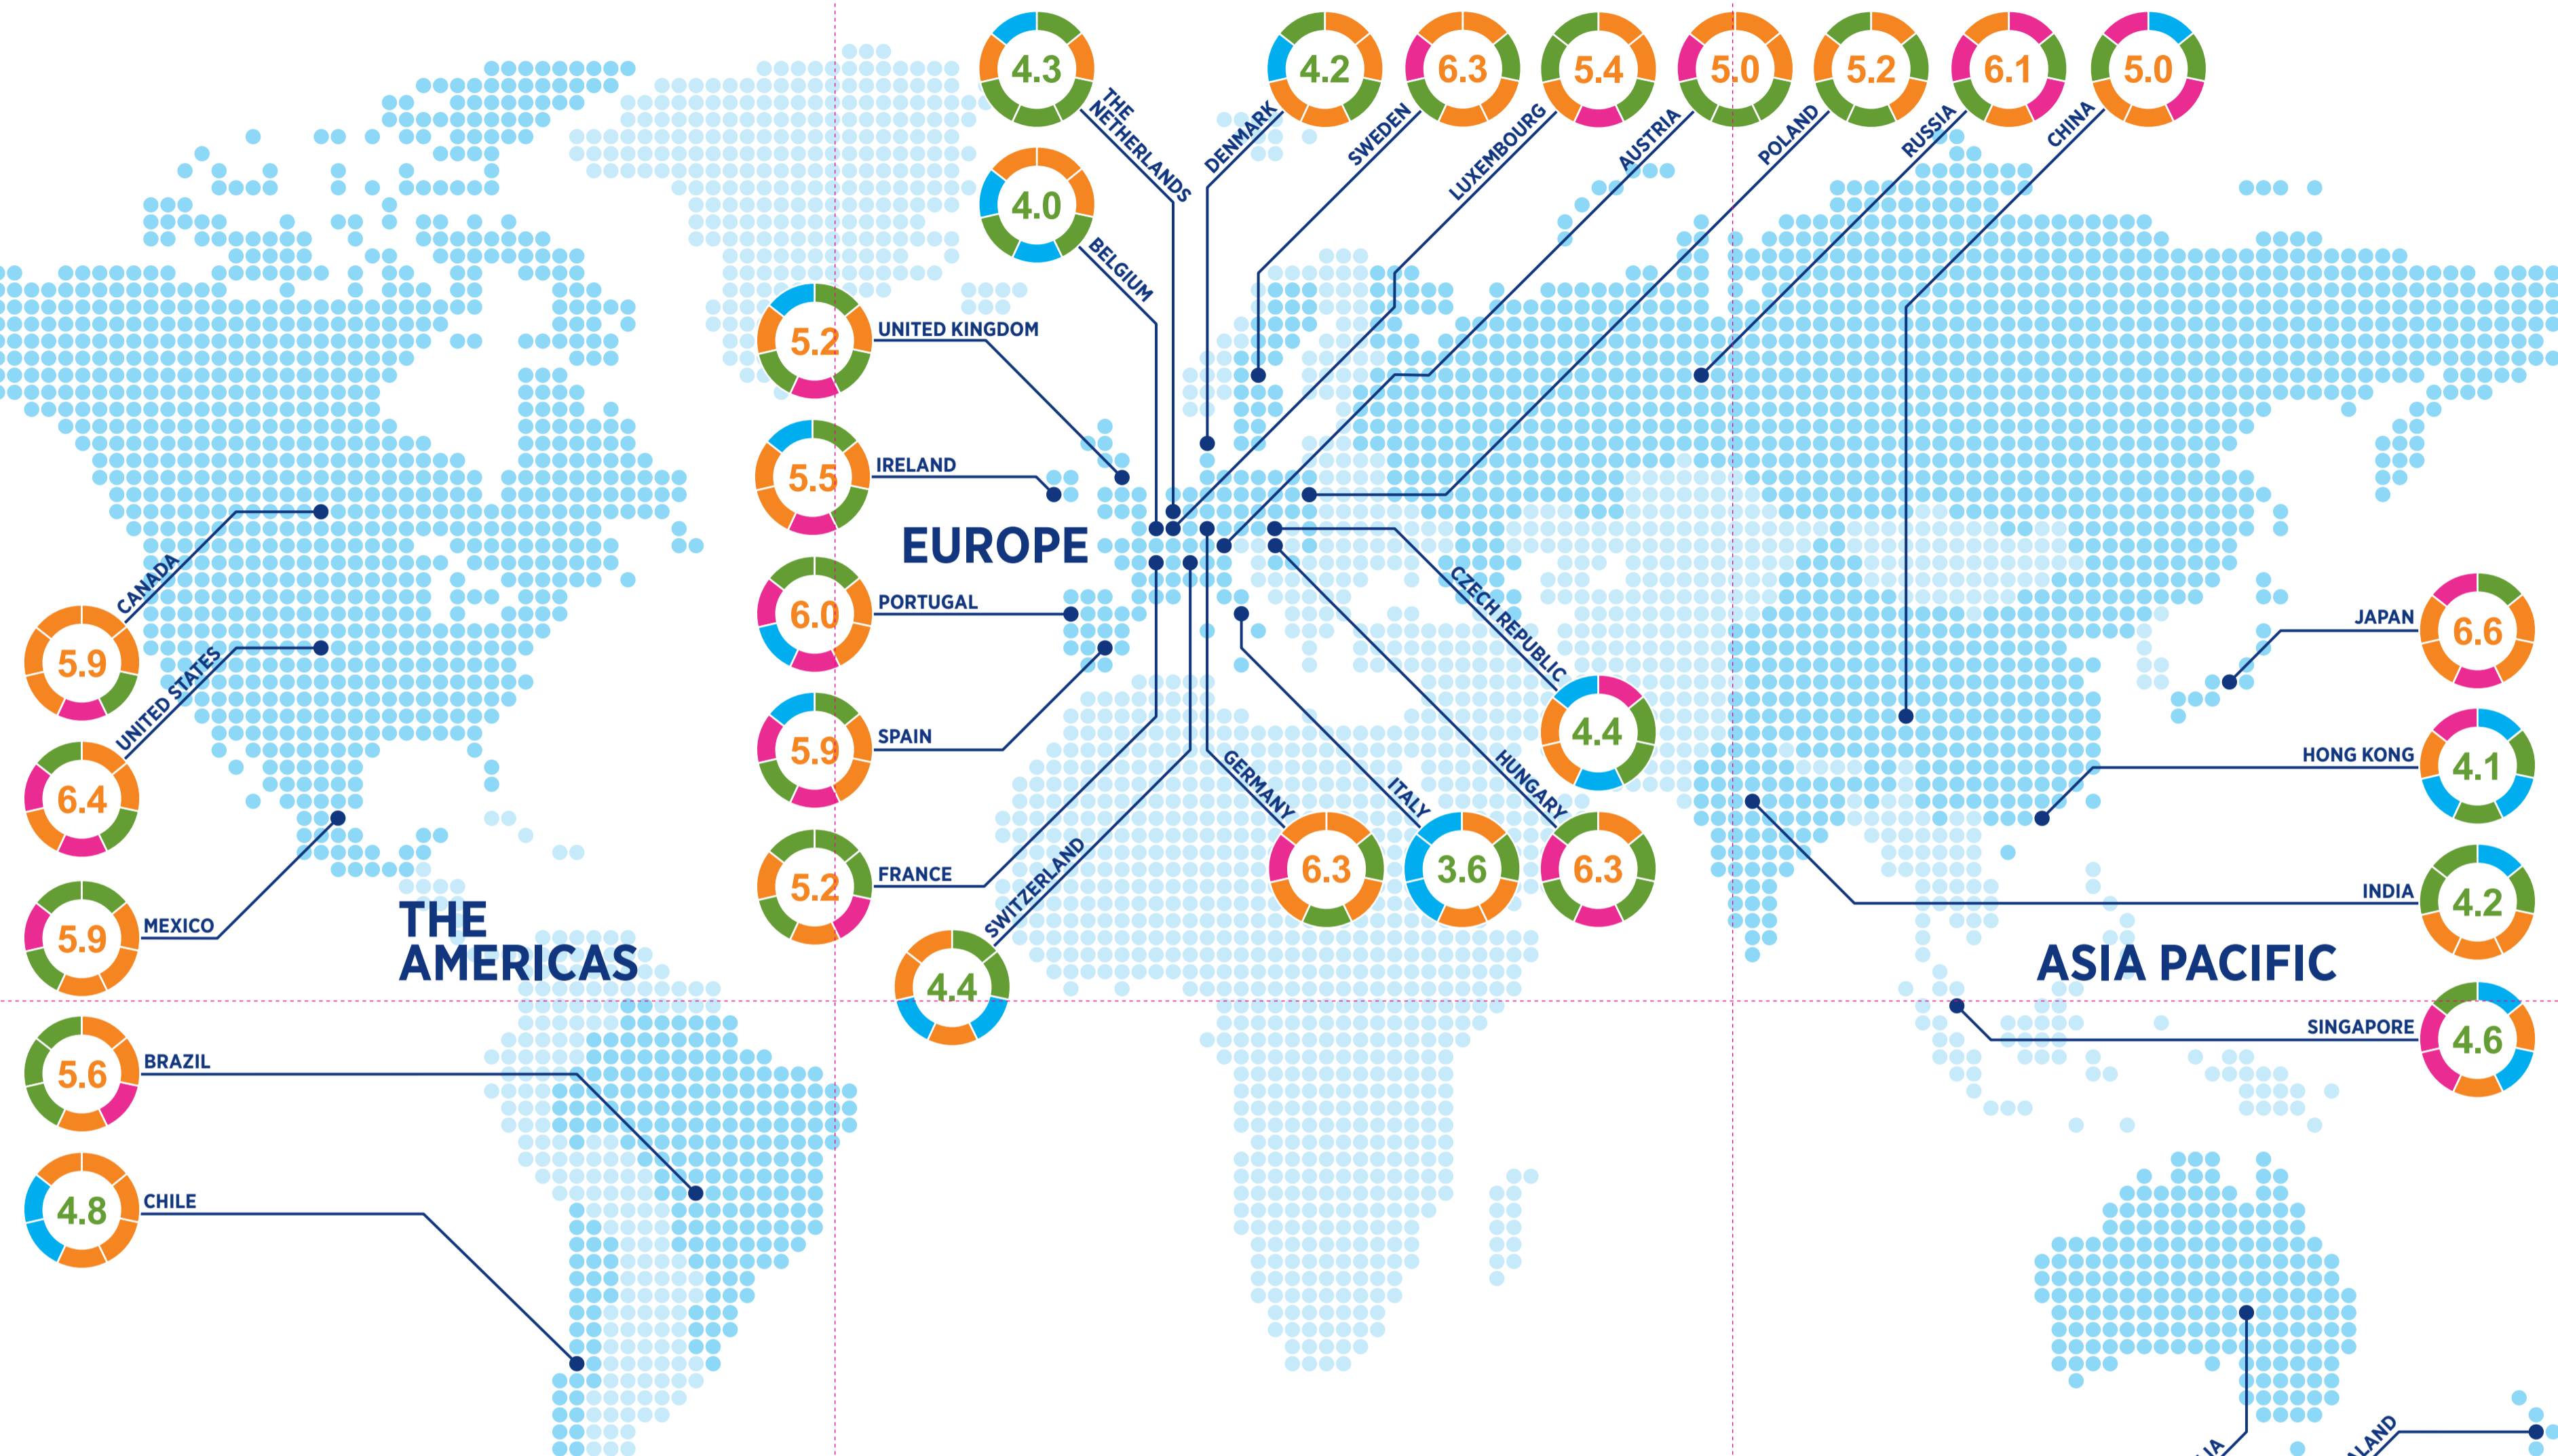 4.3
THE
NETHERLANDS
4.2
DENMARK
6.3
SWEDEN
5.4
LUXEMBOURG
5.0
AUSTRIA
5.2
POLAND
6.1
RUSSIA
5.0
CHINA
4.0
BELGIUM
5.2
UNITED KINGDOM
5.5
IRELAND
EUROPE
6.0
PORTUGAL
5.9
SPAIN
5.2
FRANCE
4.4
SWITZERLAND
6.3
GERMANY
3.6
ITALY
6.3
HUNGARY
4.4
CZECH REPUBLIC
5.9
CANADA
6.4
UNITED STATES
5.9
MEXICO
THE
AMERICAS
5.6
BRAZIL
4.8
CHILE
JAPAN
6.6
HONG KONG
4.1
INDIA
4.2
ASIA PACIFIC
SINGAPORE
4.6
LIA
ALAND